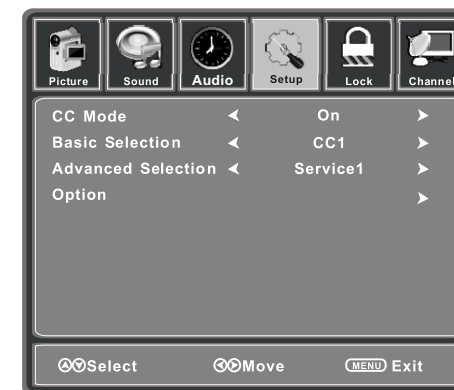 Picture Sound Audio Setup Lock Channel
CC Mode On
Basic Selection CC1
Advanced Selection Service1
Option
Select Move MENU Exit